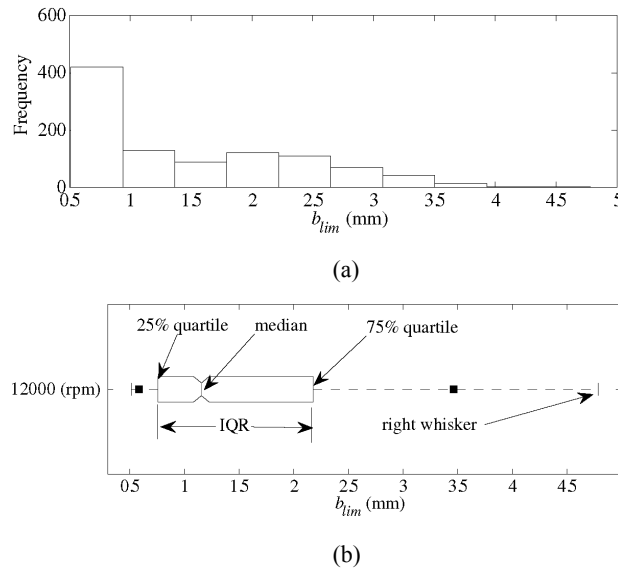 600
400
200
0
Frequency
0.5 1 1.5 2 2.5 3 3.5 4 4.5 5
b_lim (mm)
(a)
25% quartile
median
75% quartile
12000 (rpm)
IQR
right whisker
0.5 1 1.5 2 2.5 3 3.5 4 4.5
b_lim (mm)
(b)